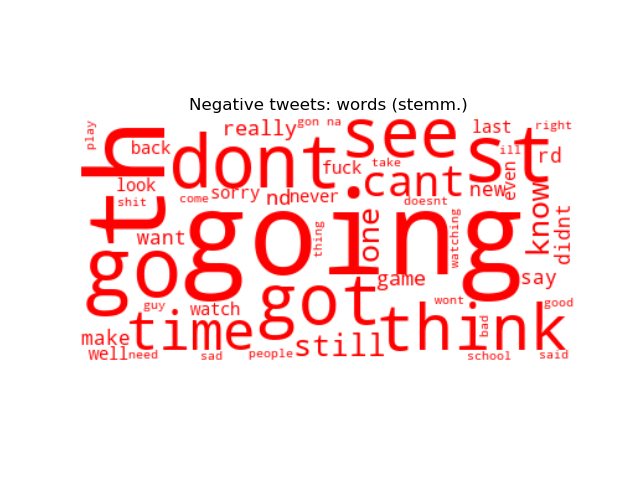 Negative tweets: words (stemm.)
play
th
back
really
gon na
see
last
right
dont
st
fuck
take
ill
rd
look
cant
new
even
shit
come
sorry
nd
never
doesnt
know
didnt
want
going
thing
one
watching
go
got
game
say
guy
watch
wont
good
make
time
think
bad
still
well
need
sad
people
school
said